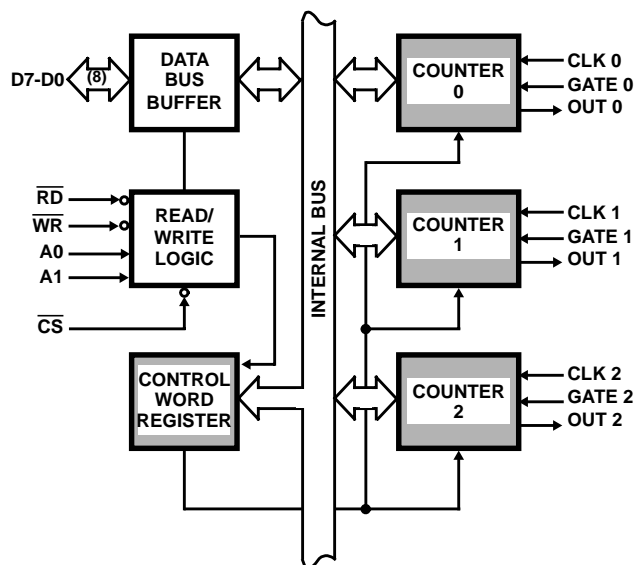 D7-D0
(8)
DATA
BUS
BUFFER
RD
WR
A0
A1
CS
READ/
WRITE
LOGIC
CONTROL
WORD
REGISTER
INTERNAL BUS
COUNTER
0
CLK 0
GATE 0
OUT 0
COUNTER
1
CLK 1
GATE 1
OUT 1
COUNTER
2
CLK 2
GATE 2
OUT 2